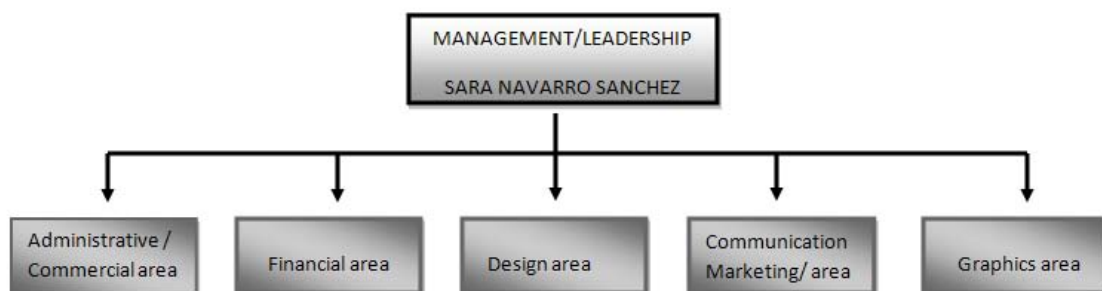 MANAGEMENT/LEADERSHIP
SARA NAVARRO SANCHEZ
Administrative /
Commercial area
Financial area
Design area
Communication
Marketing/ area
Graphics area